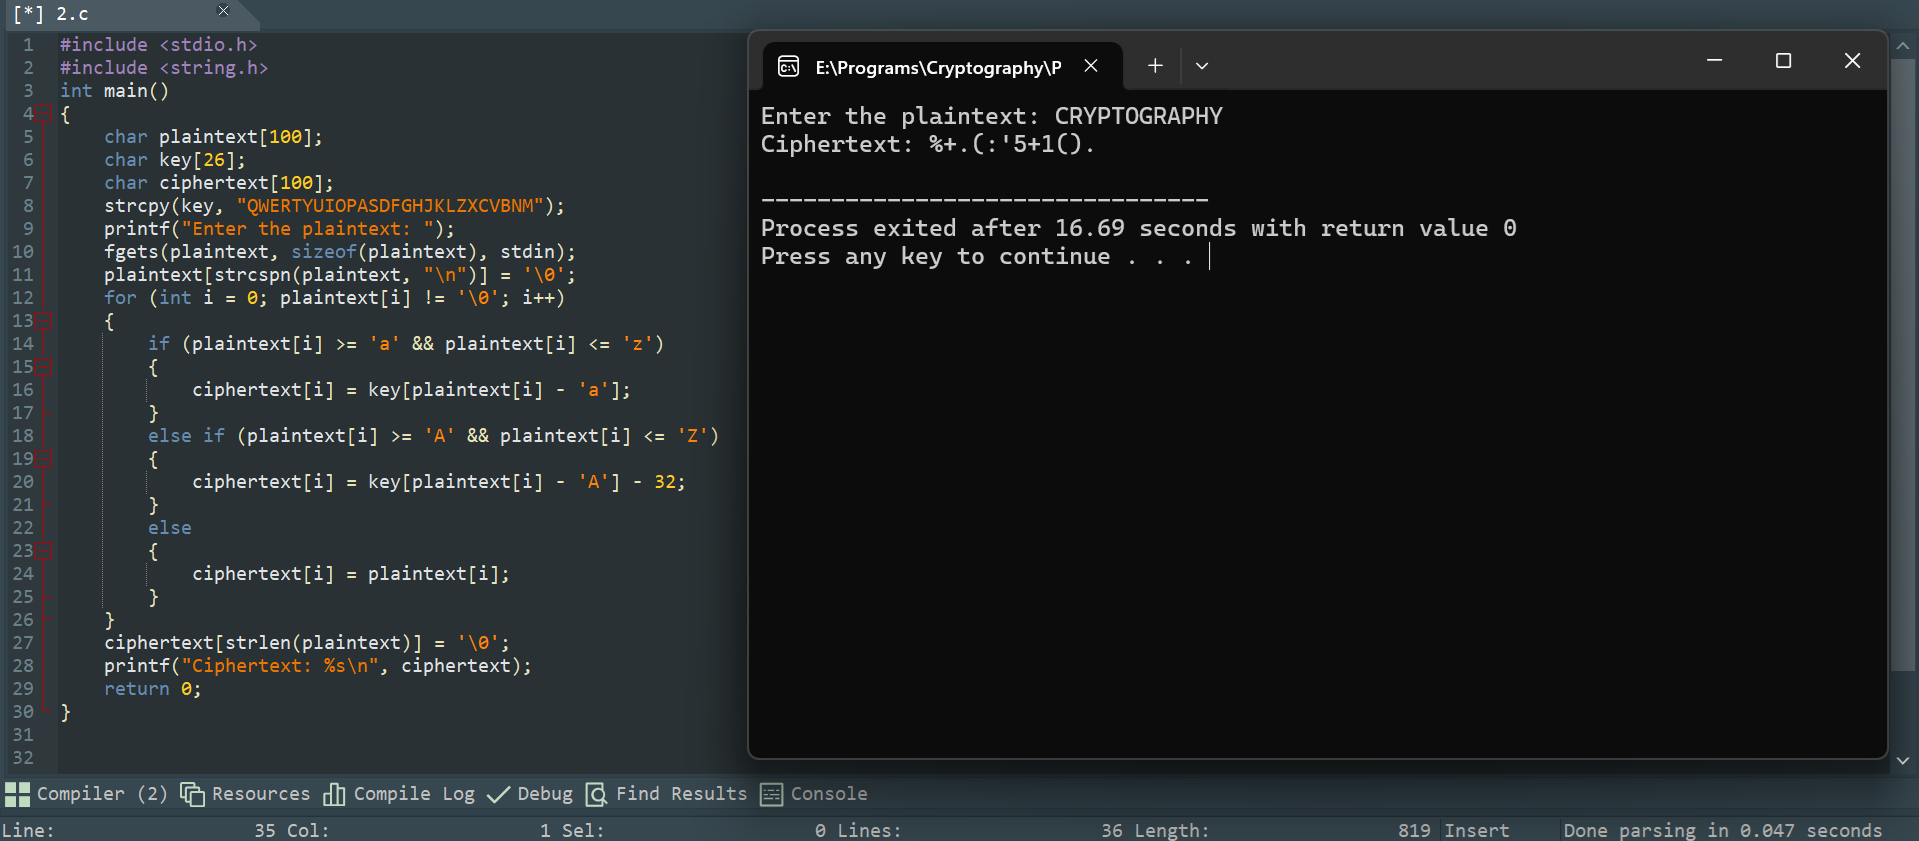 [*] 2.c
1 #include <stdio.h>
2 #include <string.h>
3 int main()
4 {
5 char plaintext[100];
6 char key[26];
7 char ciphertext[100];
8 strcpy(key, "QWERTYUIOPASDFGHJKLZXCVBNM");
9 printf("Enter the plaintext: ");
10 fgets(plaintext, sizeof(plaintext), stdin);
11 plaintext[strcspn(plaintext, "\n")] = '\0';
12 for (int i = 0; plaintext[i] != '\0'; i++)
13 {
14 if (plaintext[i] >= 'a' && plaintext[i] <= 'z')
15 {
16 ciphertext[i] = key[plaintext[i] - 'a'];
17 }
18 else if (plaintext[i] >= 'A' && plaintext[i] <= 'Z')
19 {
20 ciphertext[i] = key[plaintext[i] - 'A'] - 32;
21 }
22 else
23 {
24 ciphertext[i] = plaintext[i];
25 }
26 }
27 ciphertext[strlen(plaintext)] = '\0';
28 printf("Ciphertext: %s\n", ciphertext);
29 return 0;
30 }
31
32
E:\Programs\Cryptography\P
Enter the plaintext: CRYPTOGRAPHY
Ciphertext: %+.(:'5+1().
--------------------------------
Process exited after 16.69 seconds with return value 0
Press any key to continue . . .
Compiler (2) Resources Compile Log Debug Find Results Console
Line: 35 Col: 1 Sel: 0 Lines: 36 Length: 819 Insert Done parsing in 0.047 seconds